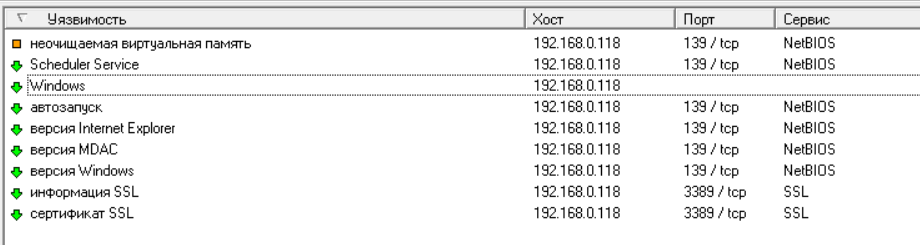 Уязвимость Хост Порт Сервис
неочищаемая виртуальная память 192.168.0.118 139 / tcp NetBIOS
Scheduler Service 192.168.0.118 139 / tcp NetBIOS
Windows 192.168.0.118
автозапуск 192.168.0.118 139 / tcp NetBIOS
версия Internet Explorer 192.168.0.118 139 / tcp NetBIOS
версия MDAC 192.168.0.118 139 / tcp NetBIOS
версия Windows 192.168.0.118 139 / tcp NetBIOS
информация SSL 192.168.0.118 3389 / tcp SSL
сертификат SSL 192.168.0.118 3389 / tcp SSL